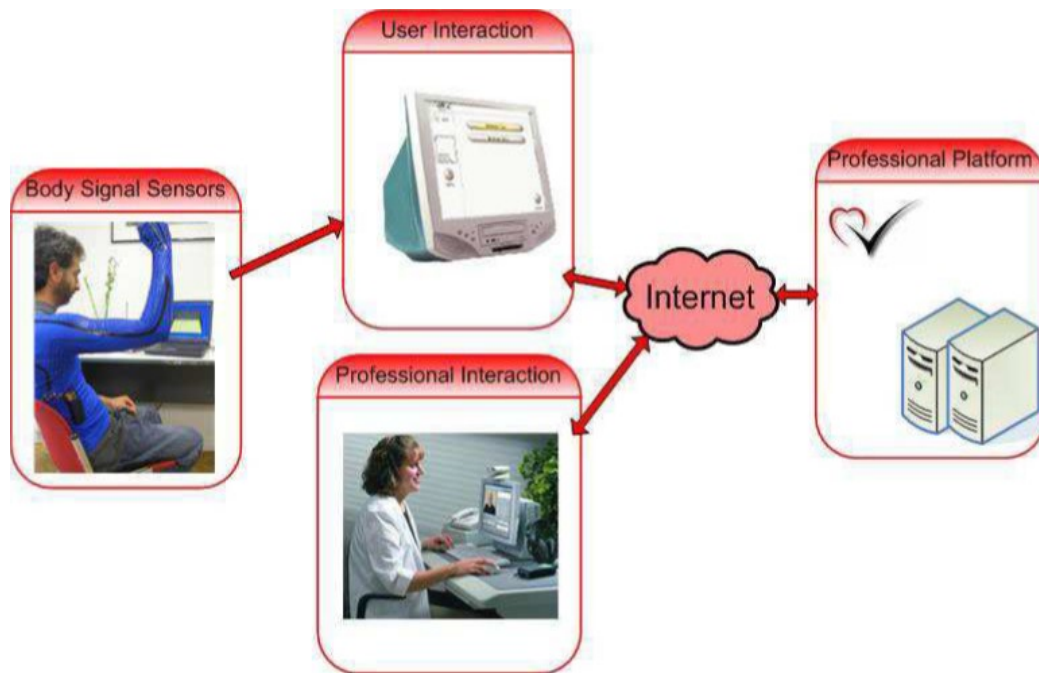 User Interaction
Body Signal Sensors
Professional Platform
Internet
Professional Interaction